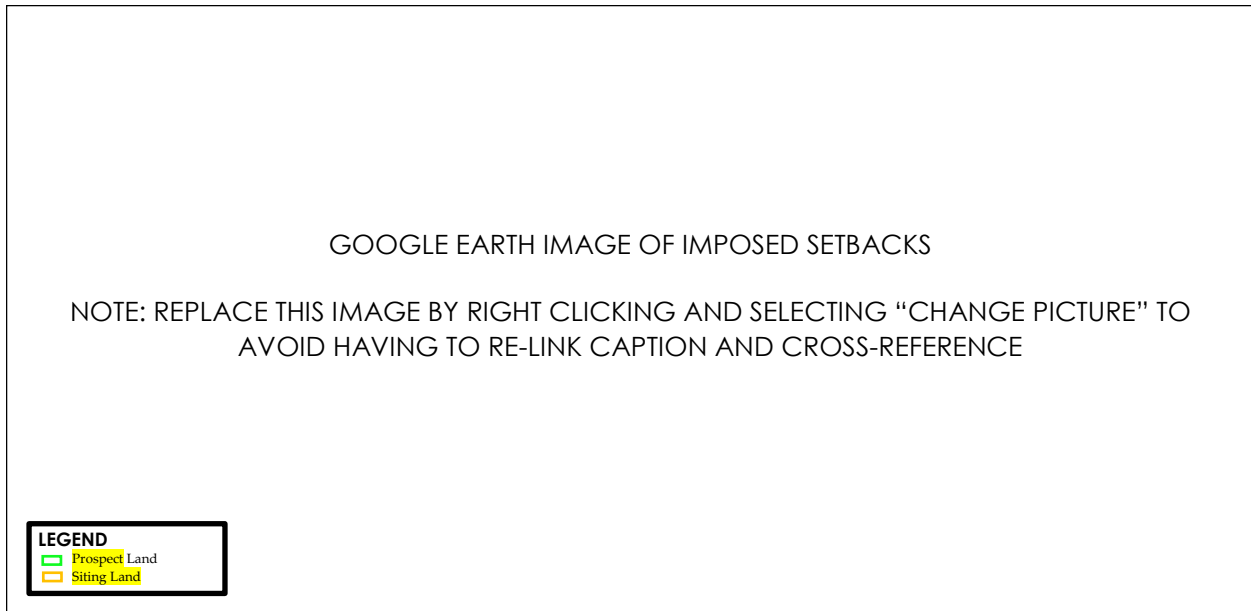 GOOGLE EARTH IMAGE OF IMPOSED SETBACKS
NOTE: REPLACE THIS IMAGE BY RIGHT CLICKING AND SELECTING “CHANGE PICTURE” TO
AVOID HAVING TO RE-LINK CAPTION AND CROSS-REFERENCE
LEGEND
Prospect Land
Siting Land